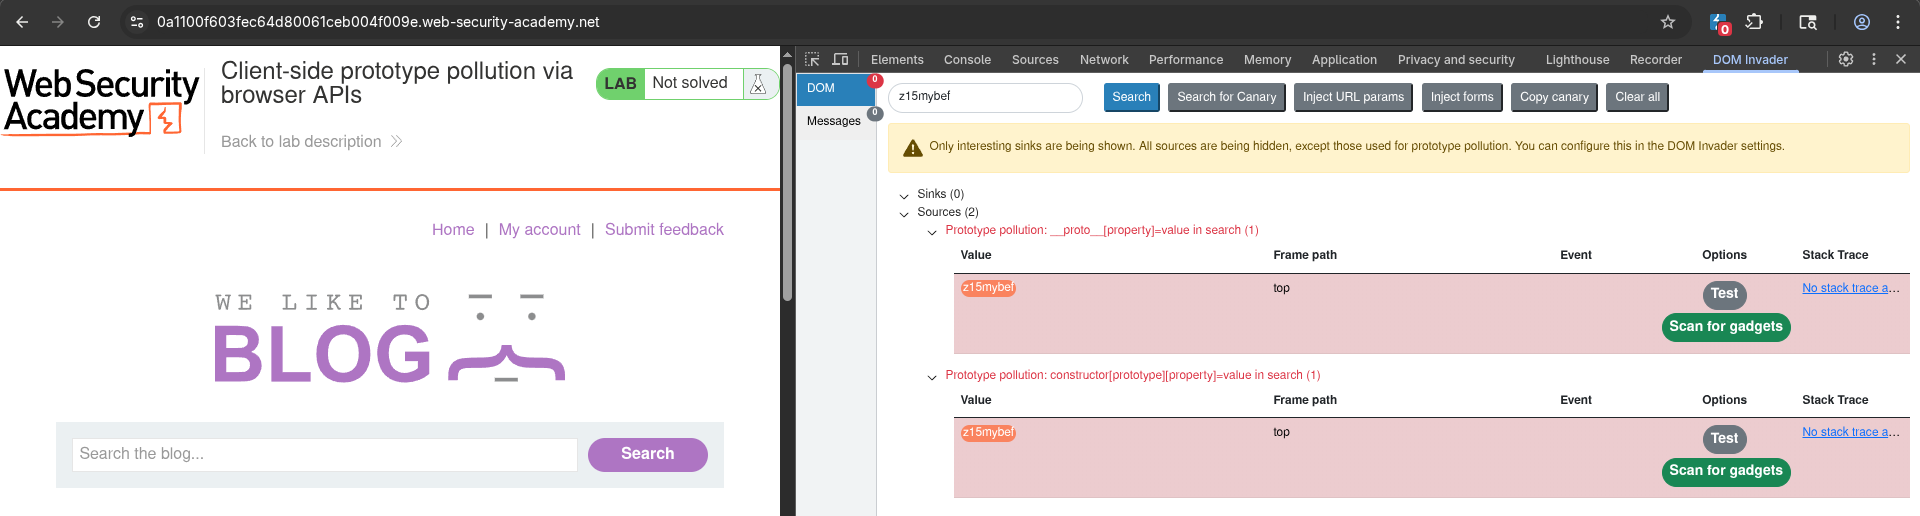 0a1100f603fec64d80061ceb004f009e.web-security-academy.net
0
Web Security
Academy
Client-side prototype pollution via
browser APIs
LAB Not solved
Back to lab description
Home | My account | Submit feedback
WE LIKE TO
BLOG
Search the blog...
Search
Elements Console Sources Network Performance Memory Application Privacy and security Lighthouse Recorder DOM Invader
DOM 0
Messages 0
z15mybef Search Search for Canary Inject URL params Inject forms Copy canary Clear all
Only interesting sinks are being shown. All sources are being hidden, except those used for prototype pollution. You can configure this in the DOM Invader settings.
Sinks (0)
Sources (2)
Prototype pollution: __proto__[property]=value in search (1)
Value Frame path Event Options Stack Trace
z15mybef top Test No stack trace a...
Scan for gadgets
Prototype pollution: constructor[prototype][property]=value in search (1)
Value Frame path Event Options Stack Trace
z15mybef top Test No stack trace a...
Scan for gadgets